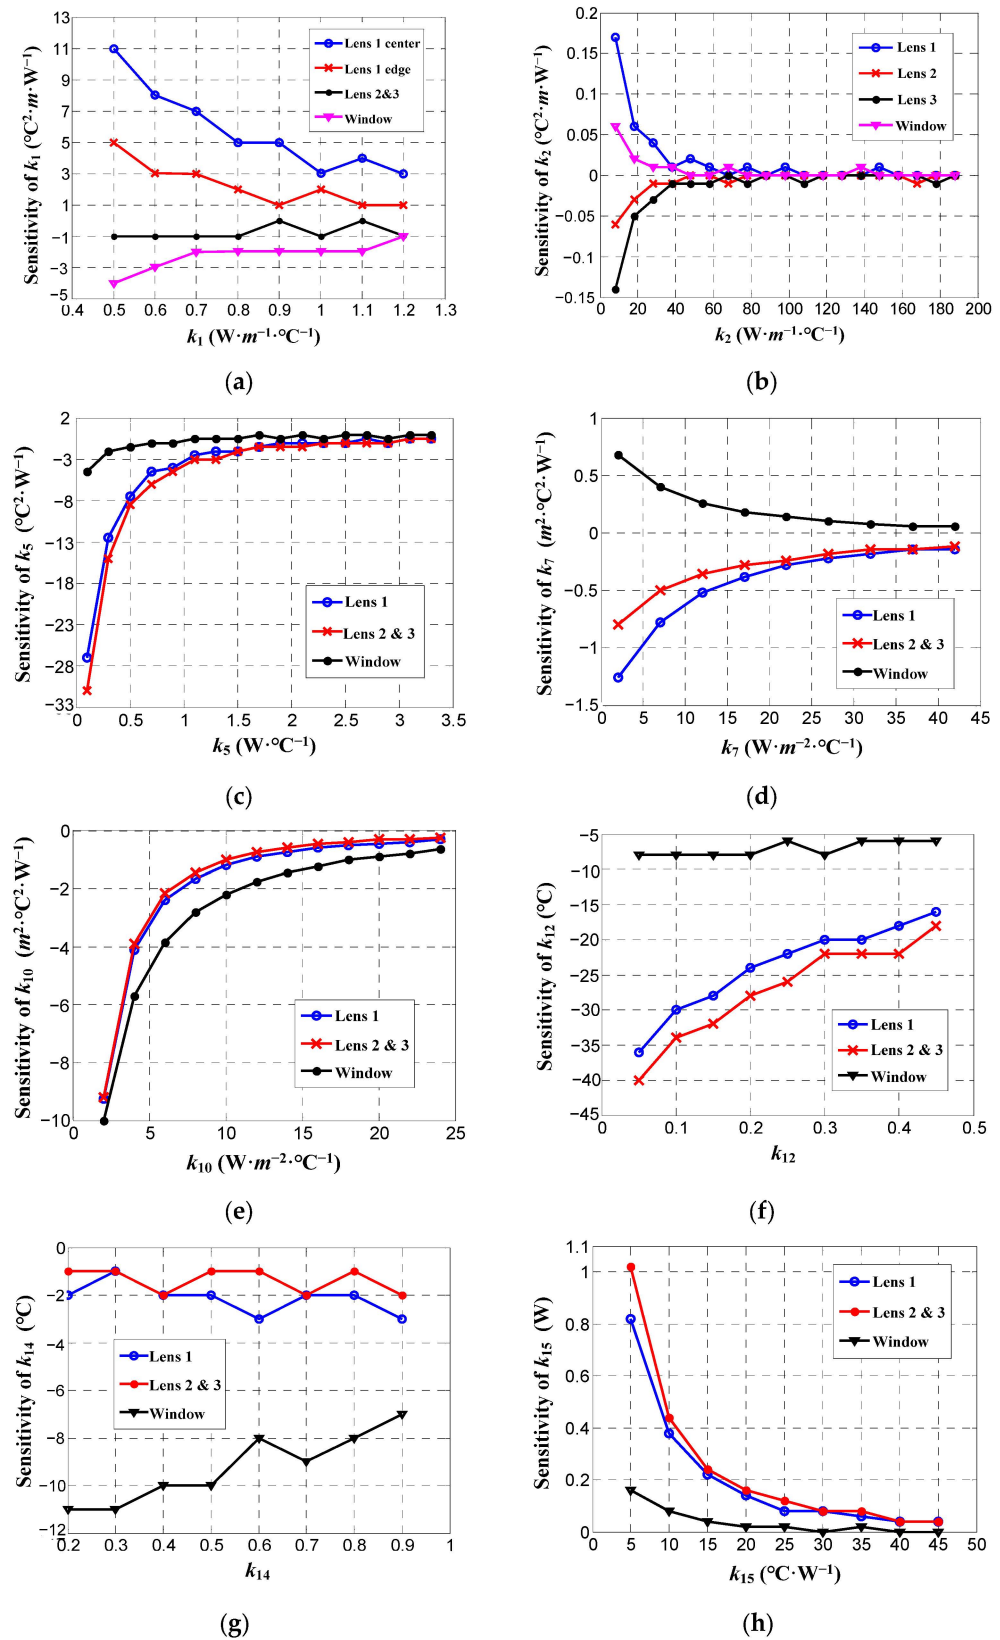 13
11
9
7
5
3
1
−1
−3
−5
Sensitivity of k1 (°C2·m·W−1)
Lens 1 center
Lens 1 edge
Lens 2&3
Window
0.4 0.5 0.6 0.7 0.8 0.9 1 1.1 1.2 1.3
k1 (W·m−1·°C−1)
(a)
0.2
0.15
0.1
0.05
0
−0.05
−0.1
−0.15
Sensitivity of k2 (°C2·m·W−1)
Lens 1
Lens 2
Lens 3
Window
0 20 40 60 80 100 120 140 160 180 200
k2 (W·m−1·°C−1)
(b)
2
−3
−8
−13
−18
−23
−28
−33
Sensitivity of k5 (°C2·W−1)
Lens 1
Lens 2 & 3
Window
0 0.5 1 1.5 2 2.5 3 3.5
k5 (W·°C−1)
(c)
1
0.5
0
−0.5
−1
−1.5
Sensitivity of k7 (m2·°C2·W−1)
Lens 1
Lens 2 & 3
Window
0 5 10 15 20 25 30 35 40 45
k7 (W·m−2·°C−1)
(d)
0
−2
−4
−6
−8
−10
Sensitivity of k10 (m2·°C2·W−1)
Lens 1
Lens 2 & 3
Window
0 5 10 15 20 25
k10 (W·m−2·°C−1)
(e)
−5
−10
−15
−20
−25
−30
−35
−40
−45
Sensitivity of k12 (°C)
Lens 1
Lens 2 & 3
Window
0 0.1 0.2 0.3 0.4 0.5
k12
(f)
0
−2
−4
−6
−8
−10
−12
Sensitivity of k14 (°C)
Lens 1
Lens 2 & 3
Window
0.2 0.3 0.4 0.5 0.6 0.7 0.8 0.9 1
k14
(g)
1.1
1
0.8
0.6
0.4
0.2
0
Sensitivity of k15 (W)
Lens 1
Lens 2 & 3
Window
0 5 10 15 20 25 30 35 40 45 50
k15 (°C·W−1)
(h)